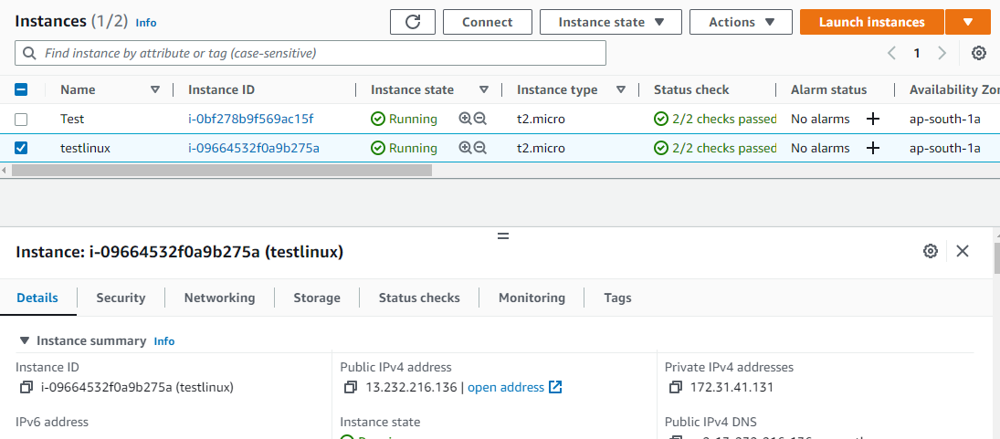 Instances (1/2) Info Connect Instance state Actions Launch instances
Find instance by attribute or tag (case-sensitive) 1
Name Instance ID Instance state Instance type Status check Alarm status Availability Zon
Test i-0bf278b9f569ac15f Running t2.micro 2/2 checks passed No alarms ap-south-1a
testlinux i-09664532f0a9b275a Running t2.micro 2/2 checks passed No alarms ap-south-1a
Instance: i-09664532f0a9b275a (testlinux)
Details Security Networking Storage Status checks Monitoring Tags
Instance summary Info
Instance ID Public IPv4 address Private IPv4 addresses
i-09664532f0a9b275a (testlinux) 13.232.216.136 | open address 172.31.41.131
IPv6 address Instance state Public IPv4 DNS